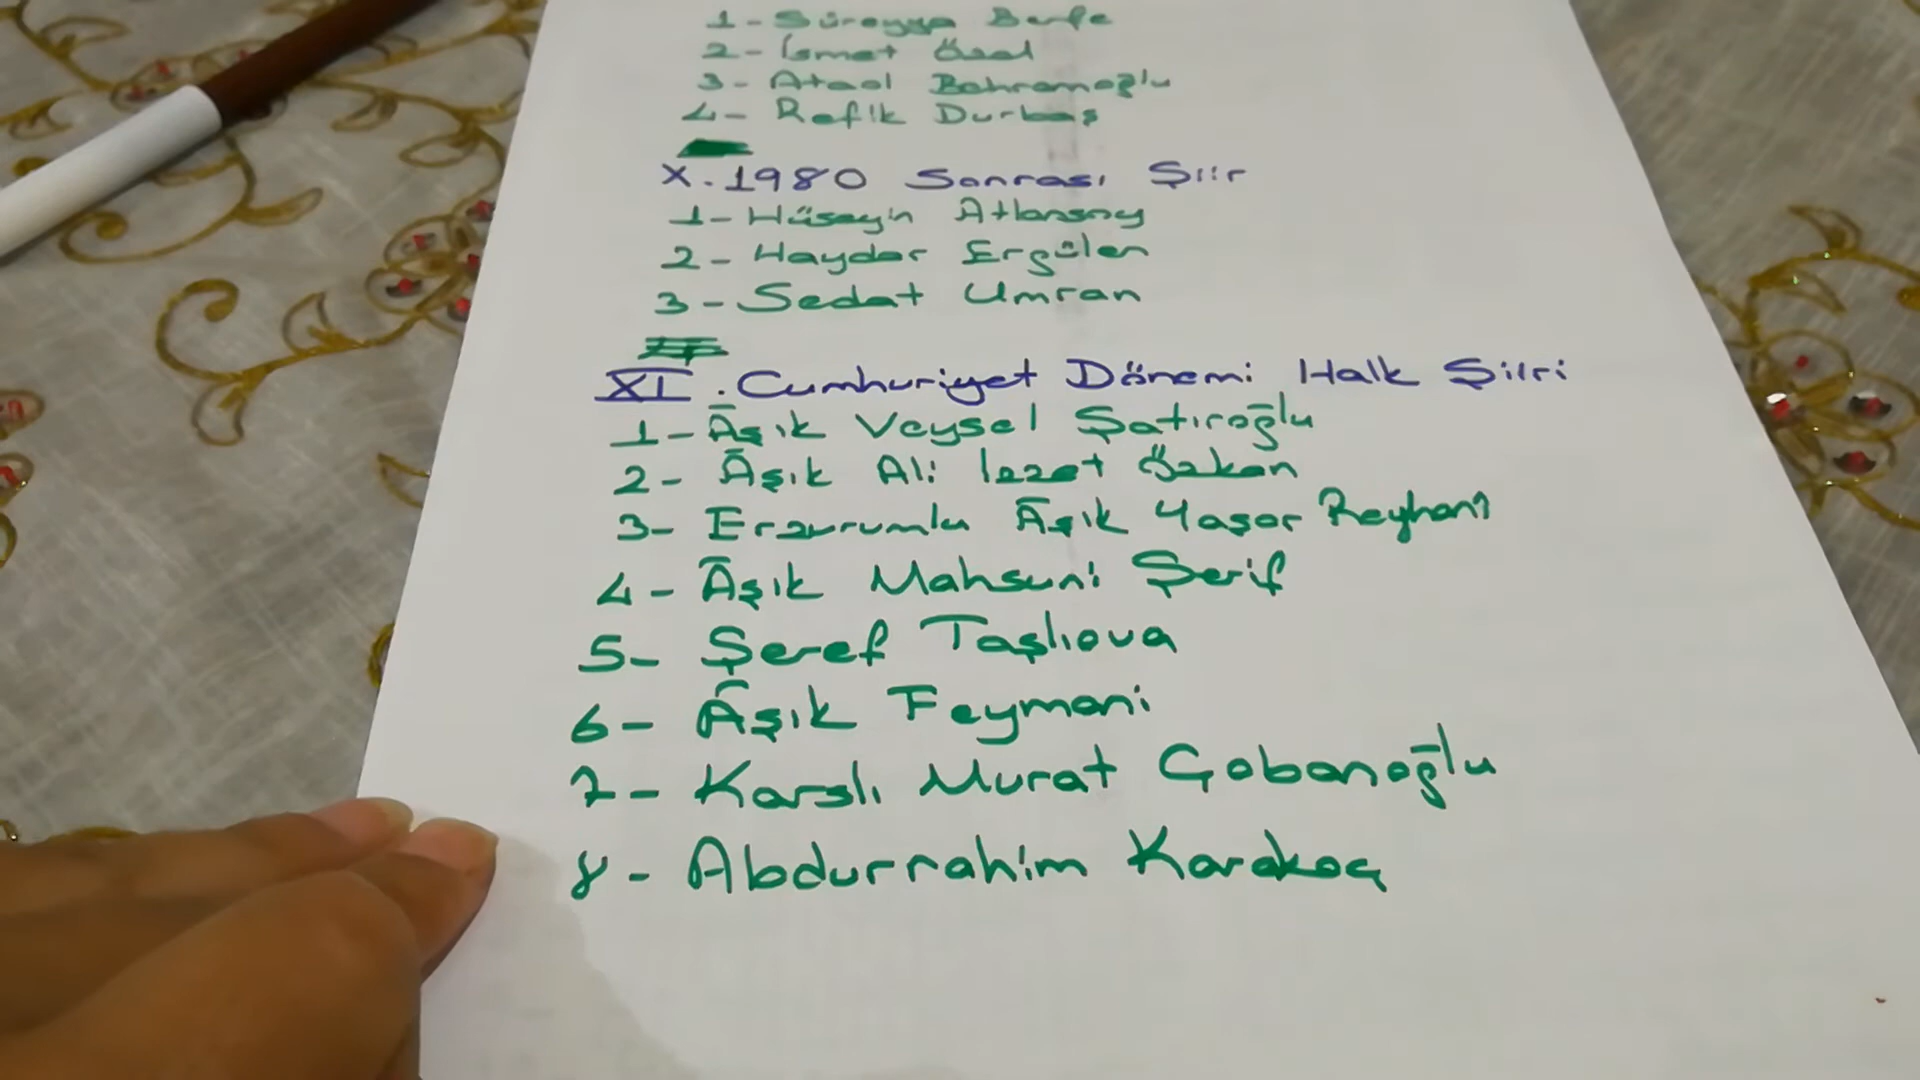 1- Süreyya Berfe
2- İsmet Özel
3- Ataol Behramoğlu
4- Refik Durbaş
X. 1980 Sonrası Şiir
1- Hüseyin Atlansoy
2- Haydar Ergülen
3- Sedat Umran
XI. Cumhuriyet Dönemi Halk Şiiri
1- Âşık Veysel Şatıroğlu
2- Âşık Ali İzzet Özkan
3- Erzurumlu Âşık Yaşar Reyhani
4- Âşık Mahsuni Şerif
5- Şeref Taşlıova
6- Âşık Feymani
7- Karslı Murat Çobanoğlu
8- Abdurrahim Karakoç